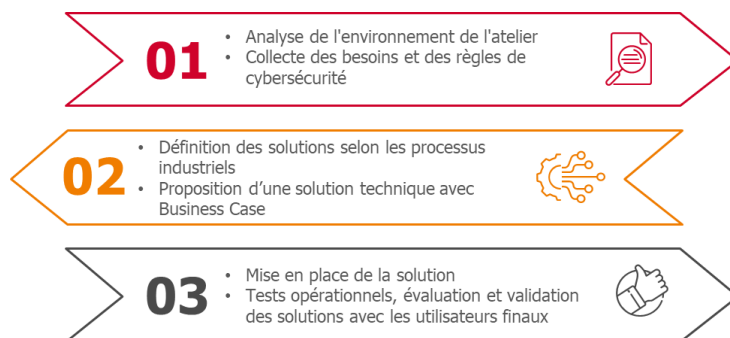 01
• Analyse de l'environnement de l'atelier
• Collecte des besoins et des règles de
cybersécurité
02
• Définition des solutions selon les processus
industriels
• Proposition d’une solution technique avec
Business Case
03
• Mise en place de la solution
• Tests opérationnels, évaluation et validation
des solutions avec les utilisateurs finaux